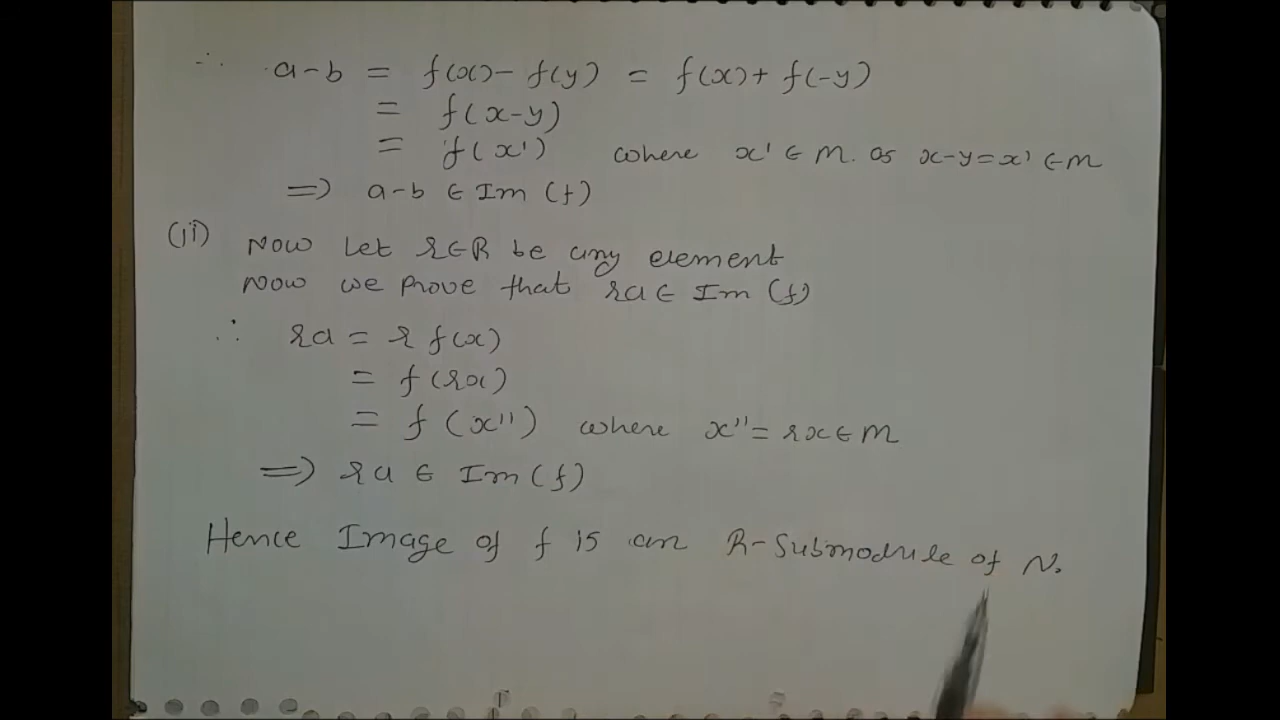 ∴ a-b = f(x)- f(y) = f(x)+ f(-y)
= f(x-y)
= f(x') where x' ∈ M. as x-y=x' ∈ M
=> a-b ∈ Im (f)
(ii) Now Let r∈R be any element
Now we prove that ra ∈ Im (f)
∴ ra = r f(x)
= f(rx)
= f(x'') where x''= rx ∈ M
=> ra ∈ Im(f)
Hence Image of f is an R-Submodule of N.